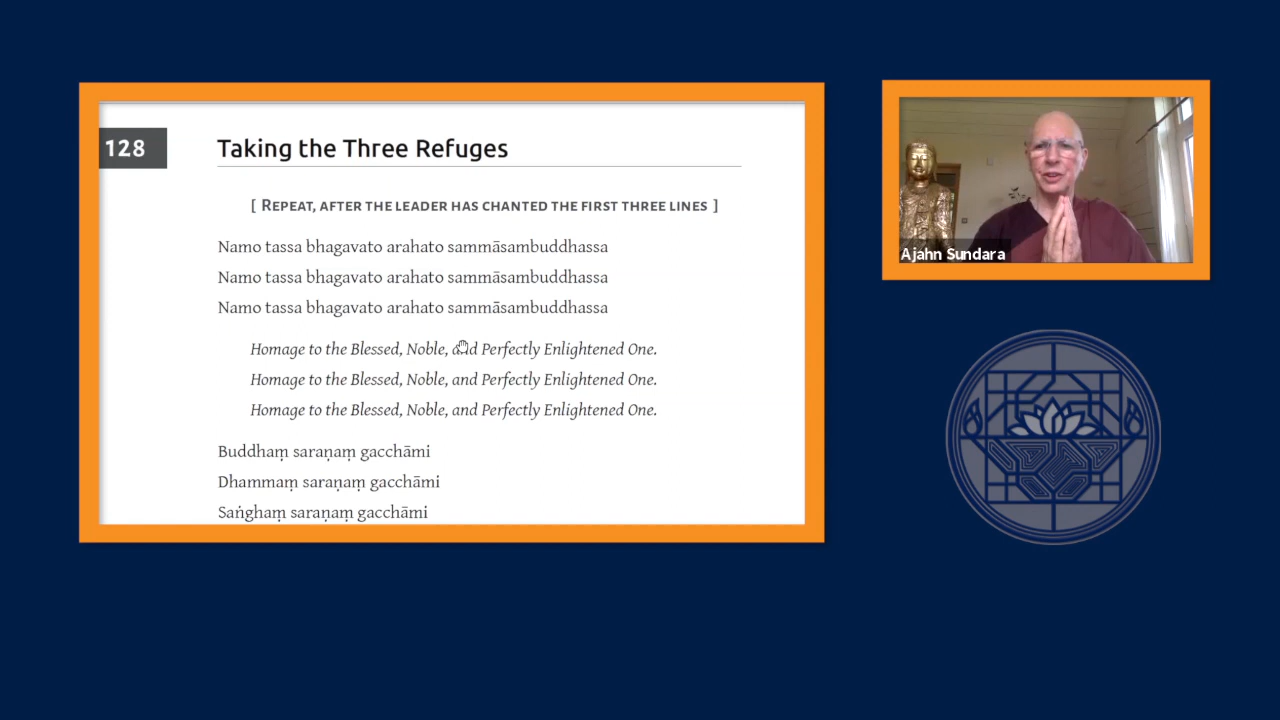 128
Taking the Three Refuges
[ Repeat, after the leader has chanted the first three lines ]
Namo tassa bhagavato arahato sammāsambuddhassa
Namo tassa bhagavato arahato sammāsambuddhassa
Namo tassa bhagavato arahato sammāsambuddhassa
Homage to the Blessed, Noble, and Perfectly Enlightened One.
Homage to the Blessed, Noble, and Perfectly Enlightened One.
Homage to the Blessed, Noble, and Perfectly Enlightened One.
Buddhaṃ saraṇaṃ gacchāmi
Dhammaṃ saraṇaṃ gacchāmi
Saṅghaṃ saraṇaṃ gacchāmi
Ajahn Sundara